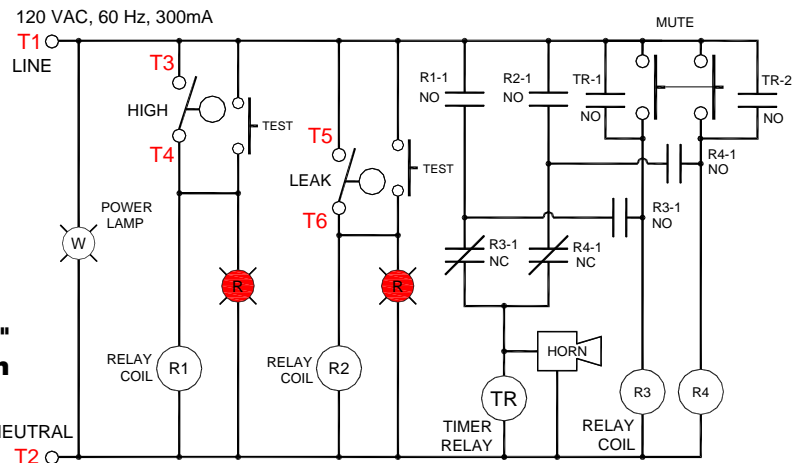 120 VAC, 60 Hz, 300mA
T1
LINE
MUTE
T3
HIGH
T4
TEST
T5
LEAK
T6
TEST
R1-1
NO
R2-1
NO
TR-1
NO
TR-2
NO
R4-1
NO
R3-1
NO
R3-1
NC
R4-1
NC
POWER
LAMP
W
R
R
"
n
RELAY
COIL
R1
RELAY
COIL
R2
HORN
TR
TIMER
RELAY
R3
R4
RELAY
COIL
NEUTRAL
T2